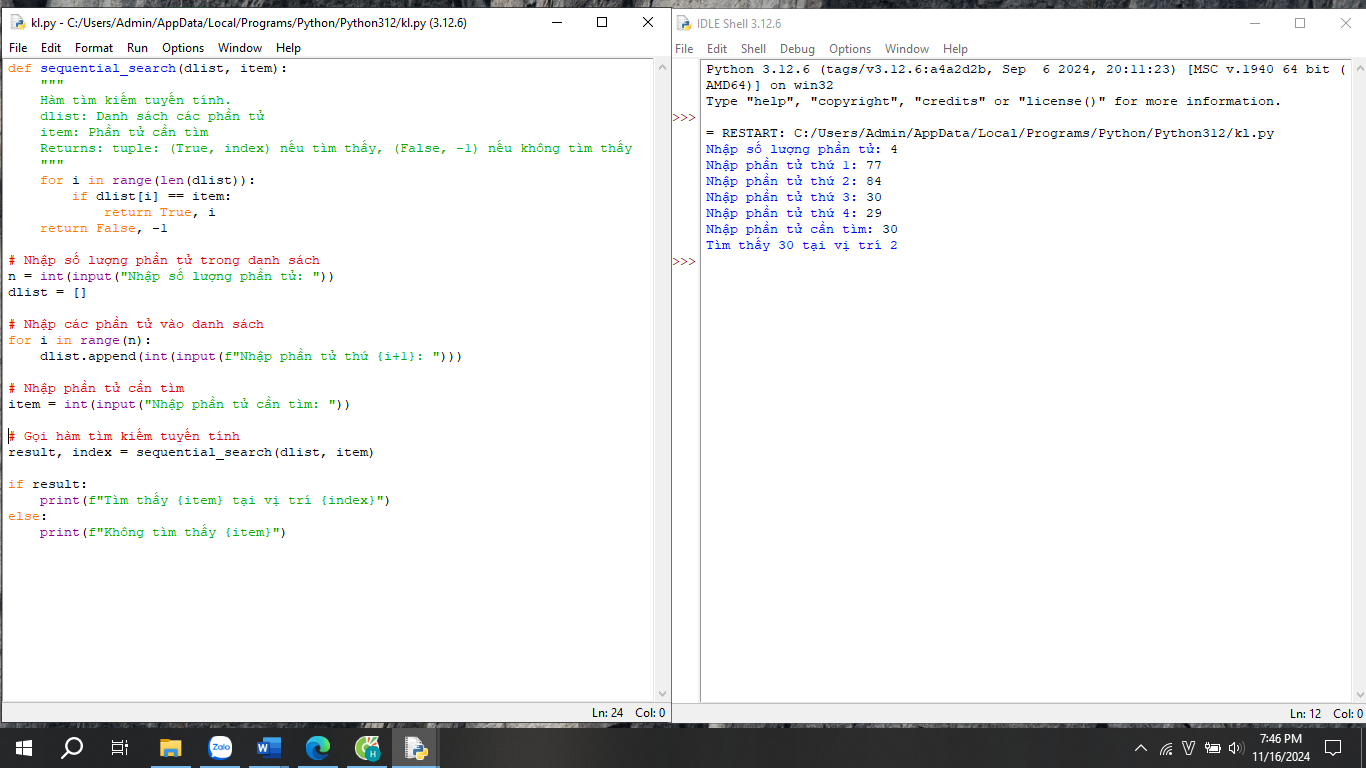 kl.py - C:/Users/Admin/AppData/Local/Programs/Python/Python312/kl.py (3.12.6)
File Edit Format Run Options Window Help
def sequential_search(dlist, item):
    """
    Hàm tìm kiếm tuyến tính.
    dlist: Danh sách các phần tử
    item: Phần tử cần tìm
    Returns: tuple: (True, index) nếu tìm thấy, (False, -1) nếu không tìm thấy
    """
    for i in range(len(dlist)):
        if dlist[i] == item:
            return True, i
    return False, -1
# Nhập số lượng phần tử trong danh sách
n = int(input("Nhập số lượng phần tử: "))
dlist = []
# Nhập các phần tử vào danh sách
for i in range(n):
    dlist.append(int(input(f"Nhập phần tử thứ {i+1}: ")))
# Nhập phần tử cần tìm
item = int(input("Nhập phần tử cần tìm: "))
# Gọi hàm tìm kiếm tuyến tính
result, index = sequential_search(dlist, item)
if result:
    print(f"Tìm thấy {item} tại vị trí {index}")
else:
    print(f"Không tìm thấy {item}")
Ln: 24 Col: 0
IDLE Shell 3.12.6
File Edit Shell Debug Options Window Help
Python 3.12.6 (tags/v3.12.6:a4a2d2b, Sep  6 2024, 20:11:23) [MSC v.1940 64 bit (
AMD64)] on win32
Type "help", "copyright", "credits" or "license()" for more information.
>>>
= RESTART: C:/Users/Admin/AppData/Local/Programs/Python/Python312/kl.py
Nhập số lượng phần tử: 4
Nhập phần tử thứ 1: 77
Nhập phần tử thứ 2: 84
Nhập phần tử thứ 3: 30
Nhập phần tử thứ 4: 29
Nhập phần tử cần tìm: 30
Tìm thấy 30 tại vị trí 2
>>>
Ln: 12 Col: 0
Zalo
W
H
V
7:46 PM
11/16/2024